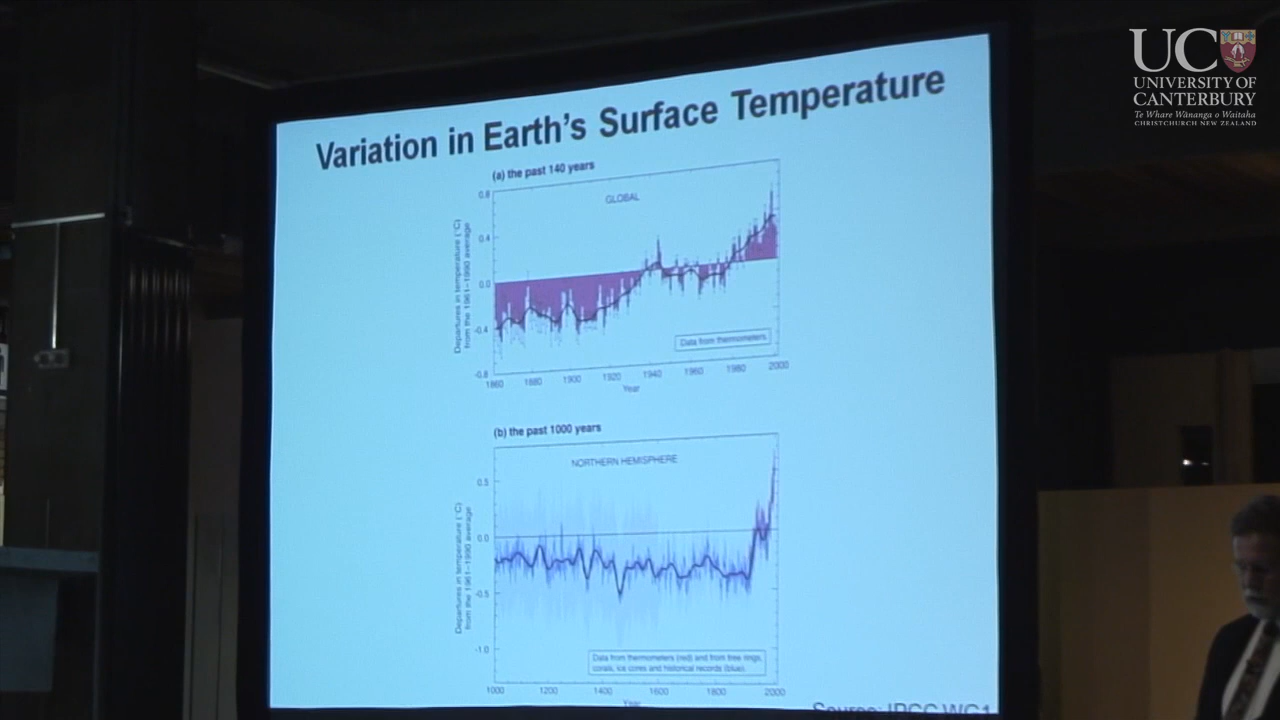 UC
UNIVERSITY OF
CANTERBURY
Te Whare Wānanga o Waitaha
CHRISTCHURCH NEW ZEALAND
Variation in Earth's Surface Temperature
(a) the past 140 years
GLOBAL
0.8
0.4
0.0
-0.4
-0.8
Departures in temperature (°C)
from the 1961–1990 average
Data from thermometers.
1860 1880 1900 1920 1940 1960 1980 2000
Year
(b) the past 1000 years
NORTHERN HEMISPHERE
0.5
0.0
-0.5
-1.0
Departures in temperature (°C)
from the 1961–1990 average
Data from thermometers (red) and from tree rings,
corals, ice cores and historical records (blue).
1000 1200 1400 1600 1800 2000
Year
Source: IPCC WG1